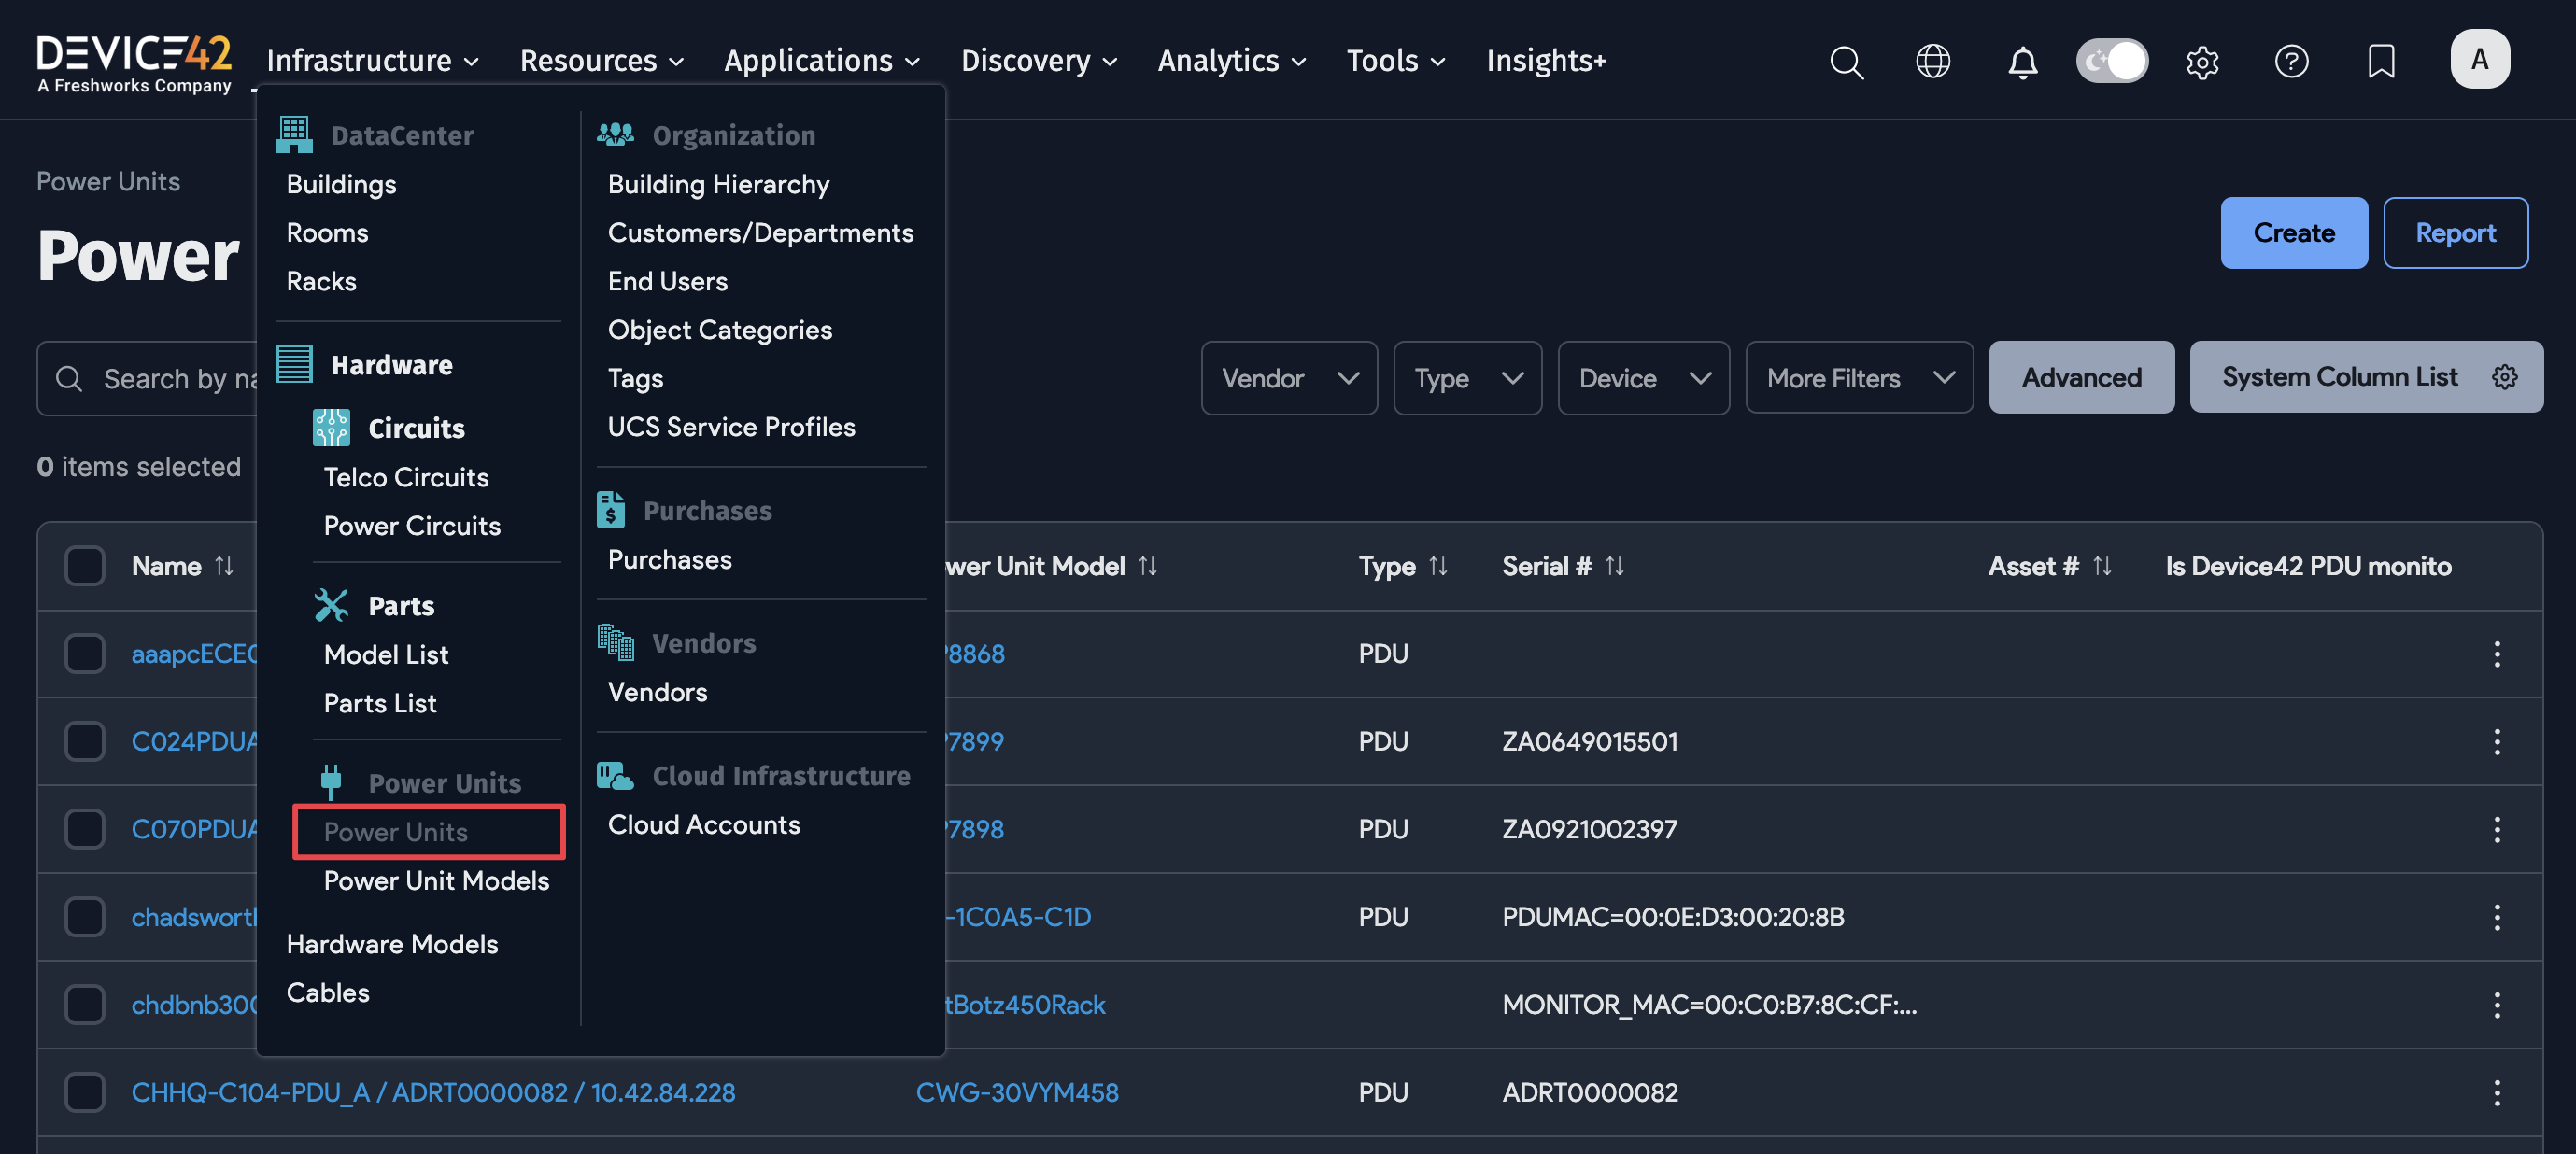 DEVICE42
A Freshworks Company
Infrastructure
Resources
Applications
Discovery
Analytics
Tools
Insights+
A
Power Units
Power
Create
Report
Search by na
Vendor
Type
Device
More Filters
Advanced
System Column List
0 items selected
DataCenter
Buildings
Rooms
Racks
Hardware
Circuits
Telco Circuits
Power Circuits
Parts
Model List
Parts List
Power Units
Power Units
Power Unit Models
Hardware Models
Cables
Organization
Building Hierarchy
Customers/Departments
End Users
Object Categories
Tags
UCS Service Profiles
Purchases
Purchases
Vendors
Vendors
Cloud Infrastructure
Cloud Accounts
Name
wer Unit Model
Type
Serial #
Asset #
Is Device42 PDU monito
aaapcECE
8868
PDU
C024PDUA
7899
PDU
ZA0649015501
C070PDUA
7898
PDU
ZA0921002397
chadswort
-1C0A5-C1D
PDU
PDUMAC=00:0E:D3:00:20:8B
chdbnb30
tBotz450Rack
MONITOR_MAC=00:C0:B7:8C:CF:...
CHHQ-C104-PDU_A / ADRT0000082 / 10.42.84.228
CWG-30VYM458
PDU
ADRT0000082